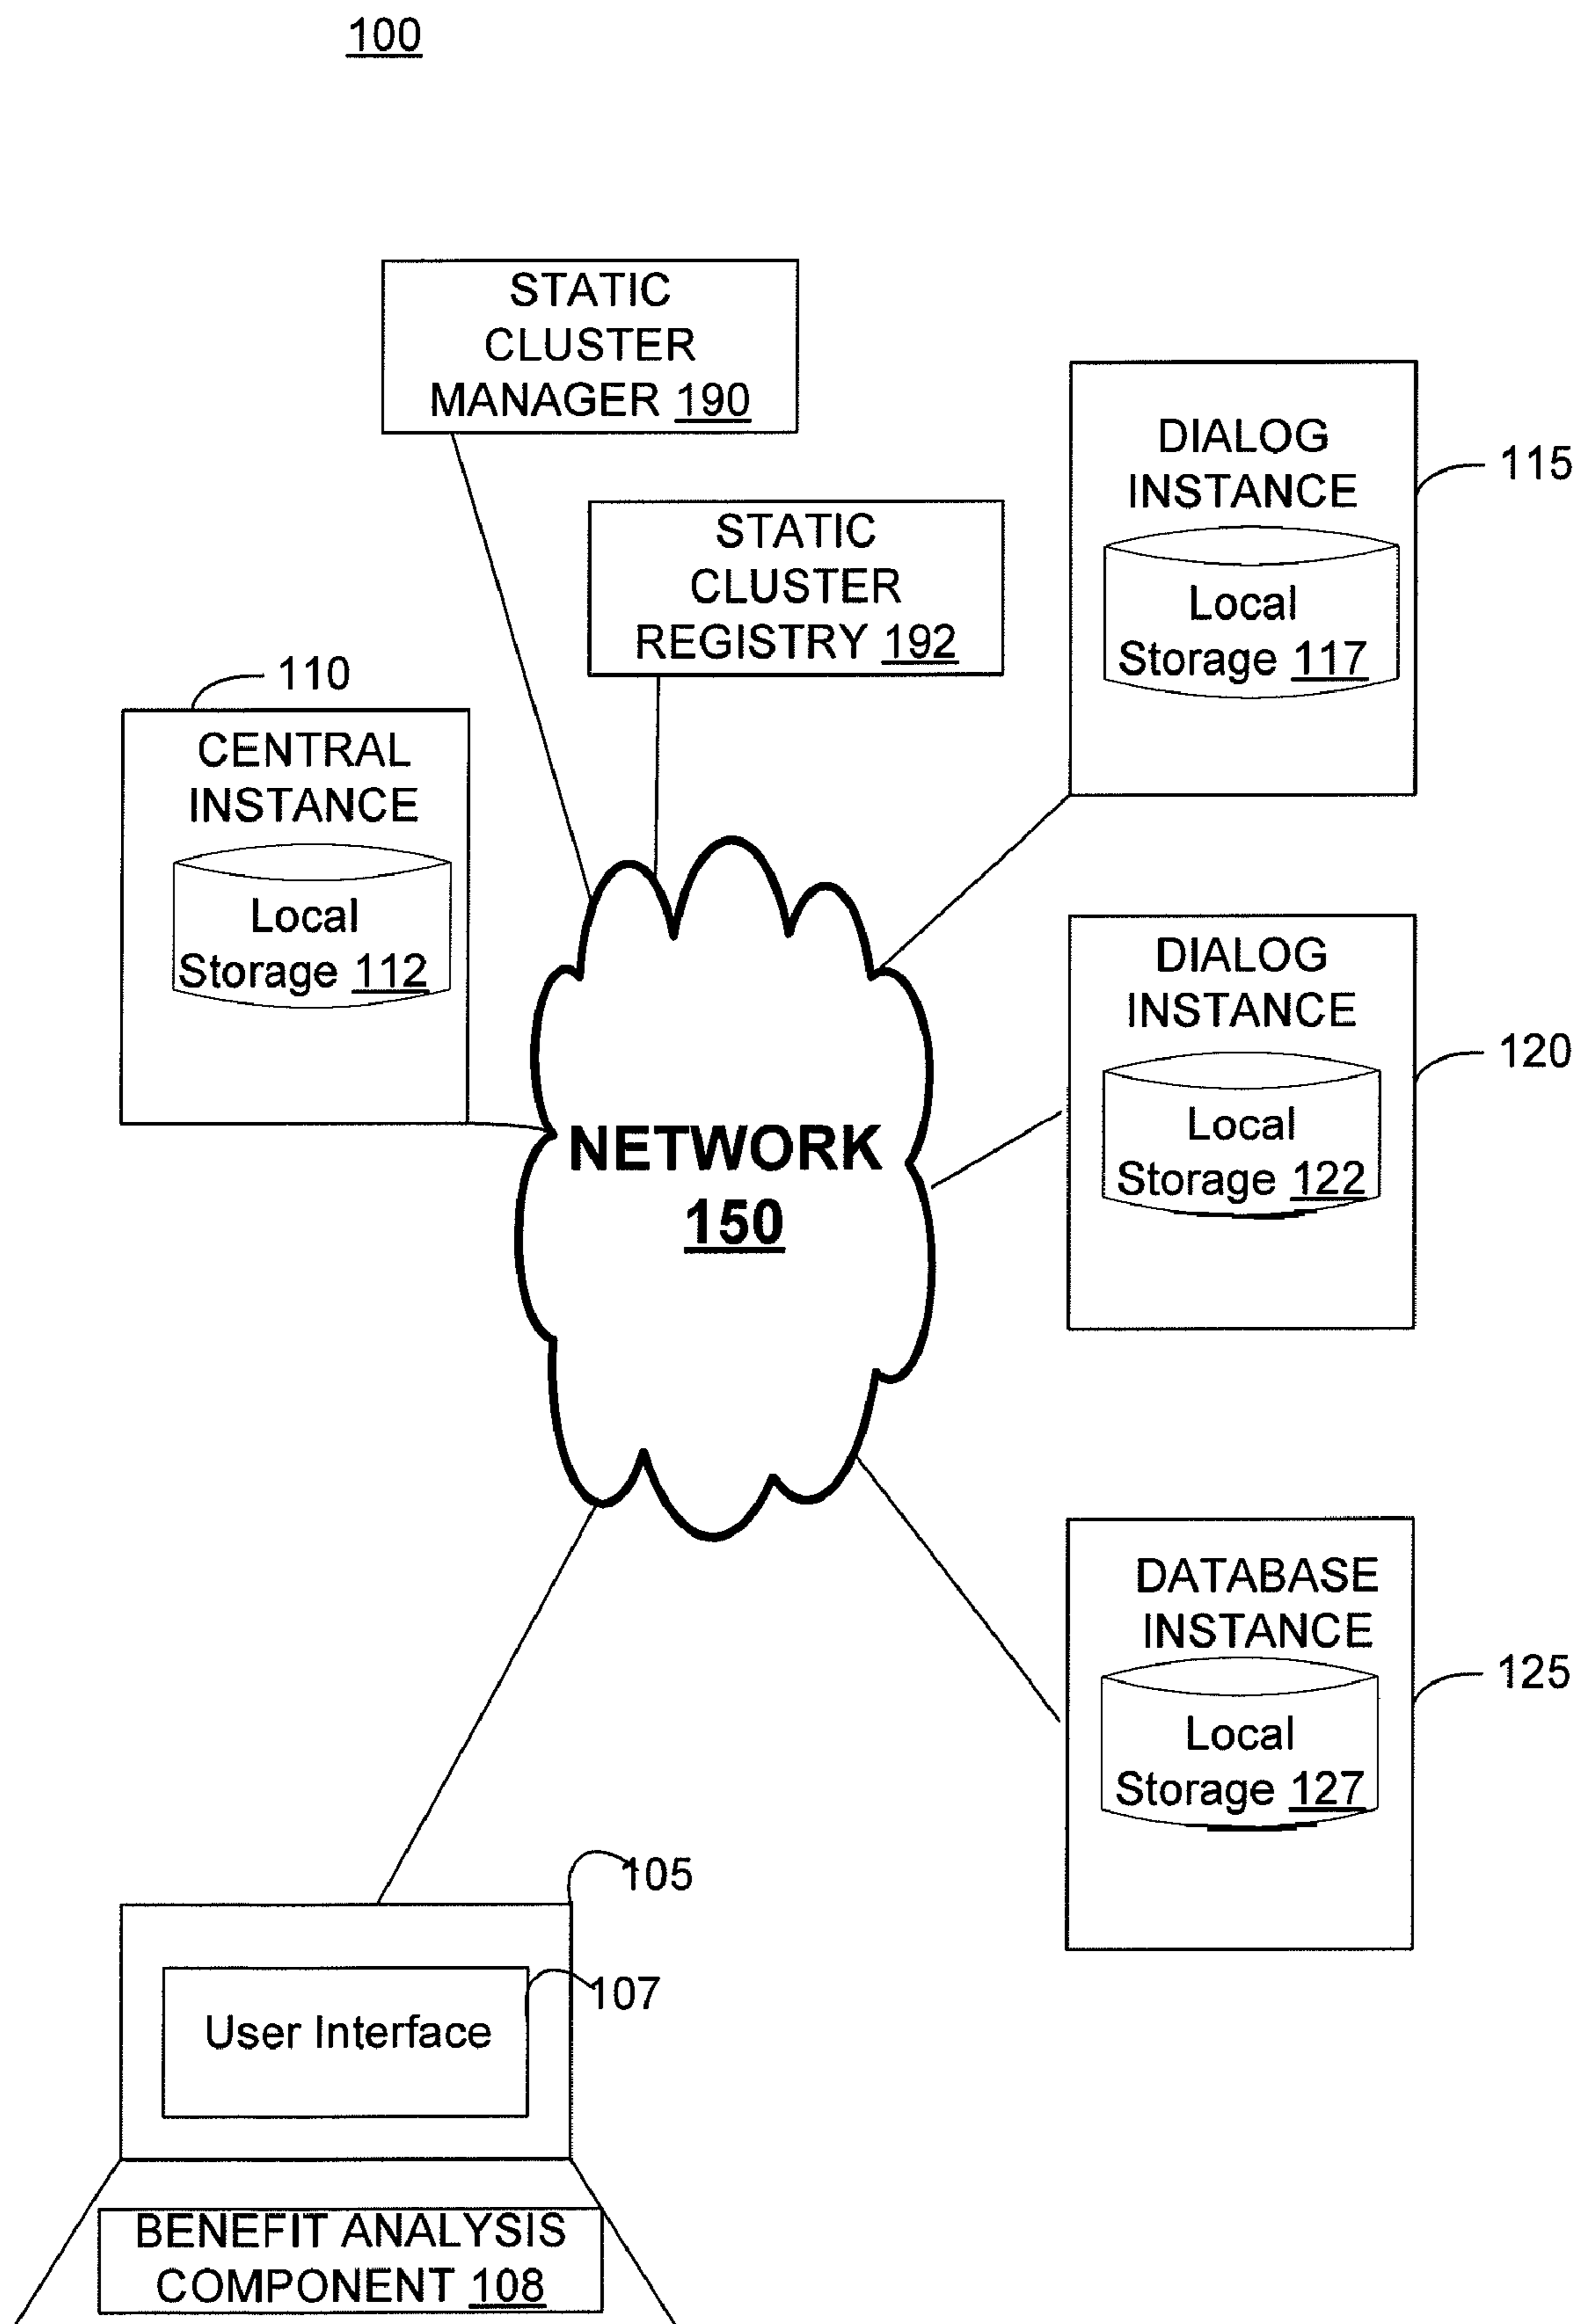 100
STATIC
CLUSTER
MANAGER 190
STATIC
CLUSTER
REGISTRY 192
DIALOG
INSTANCE
Local
Storage 117
115
110
CENTRAL
INSTANCE
Local
Storage 112
DIALOG
INSTANCE
Local
Storage 122
120
NETWORK
150
DATABASE
INSTANCE
Local
Storage 127
125
105
107
User Interface
BENEFIT ANALYSIS
COMPONENT 108